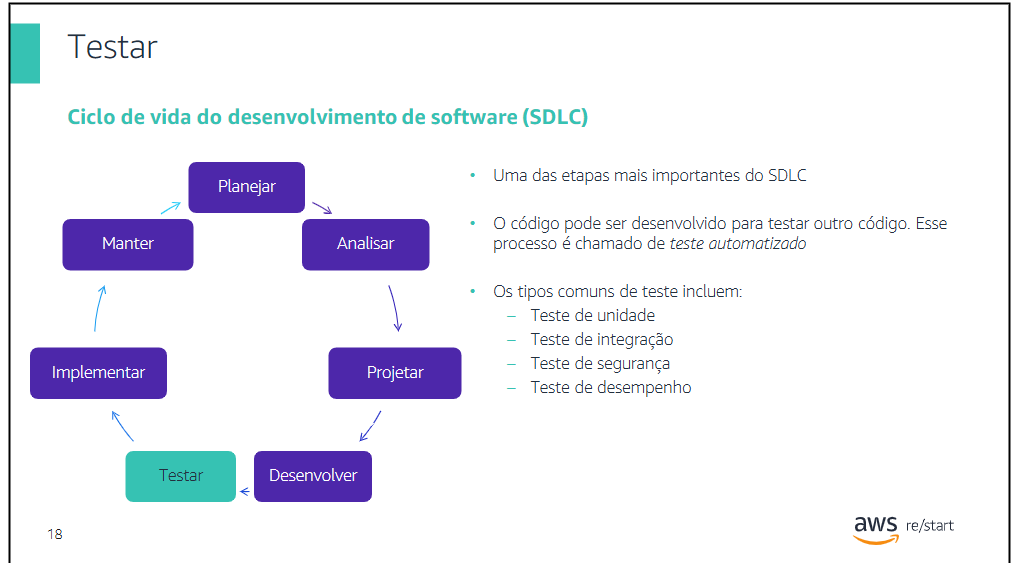 Testar
Ciclo de vida do desenvolvimento de software (SDLC)
Planejar
Manter
Analisar
Implementar
Projetar
Testar
Desenvolver
• Uma das etapas mais importantes do SDLC
• O código pode ser desenvolvido para testar outro código. Esse
processo é chamado de teste automatizado
• Os tipos comuns de teste incluem:
– Teste de unidade
– Teste de integração
– Teste de segurança
– Teste de desempenho
18
aws re/start